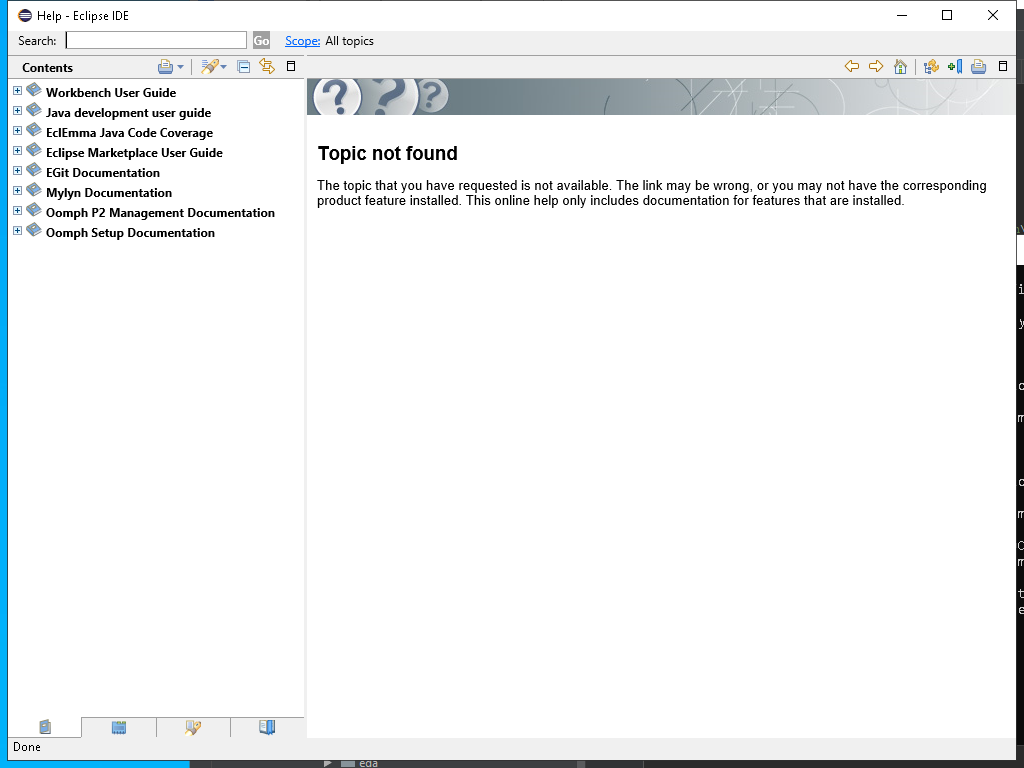 Help - Eclipse IDE
Search:
Go
Scope: All topics
Contents
Workbench User Guide
Java development user guide
EclEmma Java Code Coverage
Eclipse Marketplace User Guide
EGit Documentation
Mylyn Documentation
Oomph P2 Management Documentation
Oomph Setup Documentation
Topic not found
The topic that you have requested is not available. The link may be wrong, or you may not have the corresponding
product feature installed. This online help only includes documentation for features that are installed.
Done
eda